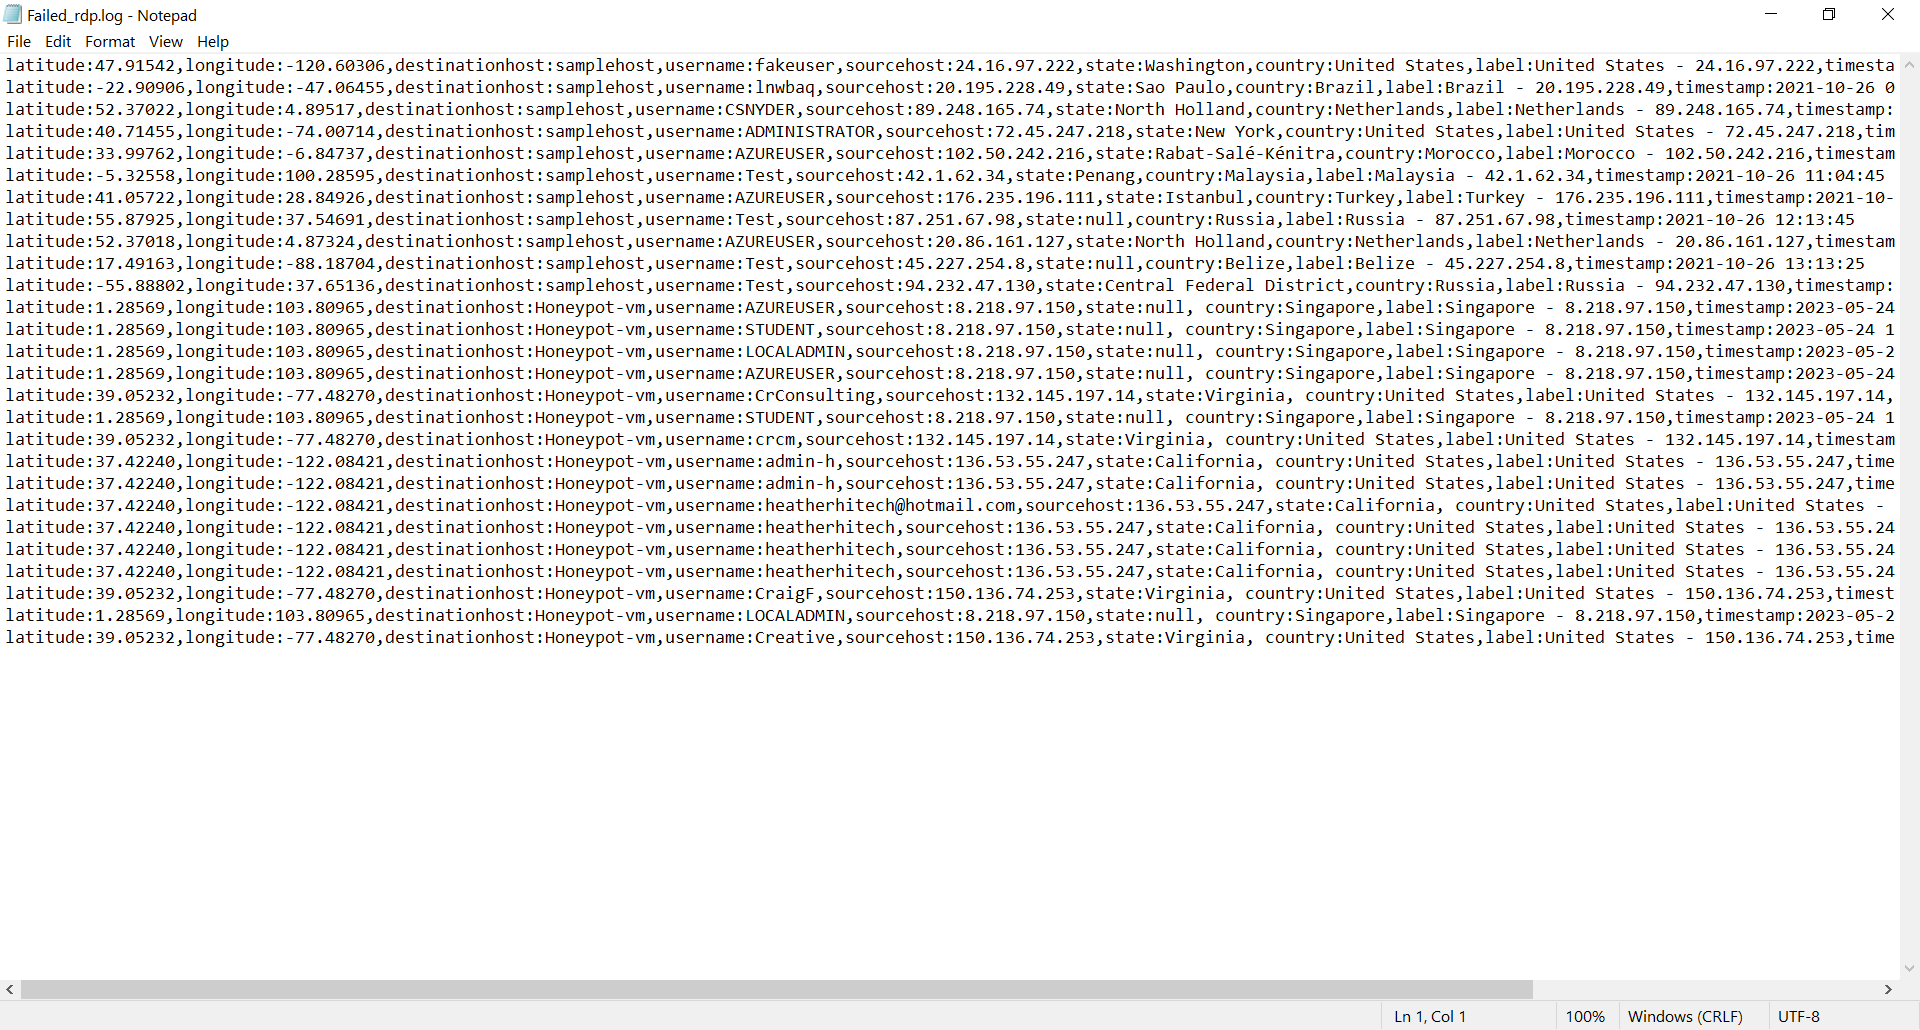 Failed_rdp.log - Notepad
File Edit Format View Help
latitude:47.91542,longitude:-120.60306,destinationhost:samplehost,username:fakeuser,sourcehost:24.16.97.222,state:Washington,country:United States,label:United States - 24.16.97.222,timesta
latitude:-22.90906,longitude:-47.06455,destinationhost:samplehost,username:lnwbaq,sourcehost:20.195.228.49,state:Sao Paulo,country:Brazil,label:Brazil - 20.195.228.49,timestamp:2021-10-26 0
latitude:52.37022,longitude:4.89517,destinationhost:samplehost,username:CSNYDER,sourcehost:89.248.165.74,state:North Holland,country:Netherlands,label:Netherlands - 89.248.165.74,timestamp:
latitude:40.71455,longitude:-74.00714,destinationhost:samplehost,username:ADMINISTRATOR,sourcehost:72.45.247.218,state:New York,country:United States,label:United States - 72.45.247.218,tim
latitude:33.99762,longitude:-6.84737,destinationhost:samplehost,username:AZUREUSER,sourcehost:102.50.242.216,state:Rabat-Salé-Kénitra,country:Morocco,label:Morocco - 102.50.242.216,timestam
latitude:-5.32558,longitude:100.28595,destinationhost:samplehost,username:Test,sourcehost:42.1.62.34,state:Penang,country:Malaysia,label:Malaysia - 42.1.62.34,timestamp:2021-10-26 11:04:45
latitude:41.05722,longitude:28.84926,destinationhost:samplehost,username:AZUREUSER,sourcehost:176.235.196.111,state:Istanbul,country:Turkey,label:Turkey - 176.235.196.111,timestamp:2021-10-
latitude:55.87925,longitude:37.54691,destinationhost:samplehost,username:Test,sourcehost:87.251.67.98,state:null,country:Russia,label:Russia - 87.251.67.98,timestamp:2021-10-26 12:13:45
latitude:52.37018,longitude:4.87324,destinationhost:samplehost,username:AZUREUSER,sourcehost:20.86.161.127,state:North Holland,country:Netherlands,label:Netherlands - 20.86.161.127,timestam
latitude:17.49163,longitude:-88.18704,destinationhost:samplehost,username:Test,sourcehost:45.227.254.8,state:null,country:Belize,label:Belize - 45.227.254.8,timestamp:2021-10-26 13:13:25
latitude:-55.88802,longitude:37.65136,destinationhost:samplehost,username:Test,sourcehost:94.232.47.130,state:Central Federal District,country:Russia,label:Russia - 94.232.47.130,timestamp:
latitude:1.28569,longitude:103.80965,destinationhost:Honeypot-vm,username:AZUREUSER,sourcehost:8.218.97.150,state:null, country:Singapore,label:Singapore - 8.218.97.150,timestamp:2023-05-24
latitude:1.28569,longitude:103.80965,destinationhost:Honeypot-vm,username:STUDENT,sourcehost:8.218.97.150,state:null, country:Singapore,label:Singapore - 8.218.97.150,timestamp:2023-05-24 1
latitude:1.28569,longitude:103.80965,destinationhost:Honeypot-vm,username:LOCALADMIN,sourcehost:8.218.97.150,state:null, country:Singapore,label:Singapore - 8.218.97.150,timestamp:2023-05-2
latitude:1.28569,longitude:103.80965,destinationhost:Honeypot-vm,username:AZUREUSER,sourcehost:8.218.97.150,state:null, country:Singapore,label:Singapore - 8.218.97.150,timestamp:2023-05-24
latitude:39.05232,longitude:-77.48270,destinationhost:Honeypot-vm,username:CrConsulting,sourcehost:132.145.197.14,state:Virginia, country:United States,label:United States - 132.145.197.14,
latitude:1.28569,longitude:103.80965,destinationhost:Honeypot-vm,username:STUDENT,sourcehost:8.218.97.150,state:null, country:Singapore,label:Singapore - 8.218.97.150,timestamp:2023-05-24 1
latitude:39.05232,longitude:-77.48270,destinationhost:Honeypot-vm,username:crcm,sourcehost:132.145.197.14,state:Virginia, country:United States,label:United States - 132.145.197.14,timestam
latitude:37.42240,longitude:-122.08421,destinationhost:Honeypot-vm,username:admin-h,sourcehost:136.53.55.247,state:California, country:United States,label:United States - 136.53.55.247,time
latitude:37.42240,longitude:-122.08421,destinationhost:Honeypot-vm,username:admin-h,sourcehost:136.53.55.247,state:California, country:United States,label:United States - 136.53.55.247,time
latitude:37.42240,longitude:-122.08421,destinationhost:Honeypot-vm,username:heatherhitech@hotmail.com,sourcehost:136.53.55.247,state:California, country:United States,label:United States -
latitude:37.42240,longitude:-122.08421,destinationhost:Honeypot-vm,username:heatherhitech,sourcehost:136.53.55.247,state:California, country:United States,label:United States - 136.53.55.24
latitude:37.42240,longitude:-122.08421,destinationhost:Honeypot-vm,username:heatherhitech,sourcehost:136.53.55.247,state:California, country:United States,label:United States - 136.53.55.24
latitude:37.42240,longitude:-122.08421,destinationhost:Honeypot-vm,username:heatherhitech,sourcehost:136.53.55.247,state:California, country:United States,label:United States - 136.53.55.24
latitude:39.05232,longitude:-77.48270,destinationhost:Honeypot-vm,username:CraigF,sourcehost:150.136.74.253,state:Virginia, country:United States,label:United States - 150.136.74.253,timest
latitude:1.28569,longitude:103.80965,destinationhost:Honeypot-vm,username:LOCALADMIN,sourcehost:8.218.97.150,state:null, country:Singapore,label:Singapore - 8.218.97.150,timestamp:2023-05-2
latitude:39.05232,longitude:-77.48270,destinationhost:Honeypot-vm,username:Creative,sourcehost:150.136.74.253,state:Virginia, country:United States,label:United States - 150.136.74.253,time
Ln 1, Col 1 100% Windows (CRLF) UTF-8